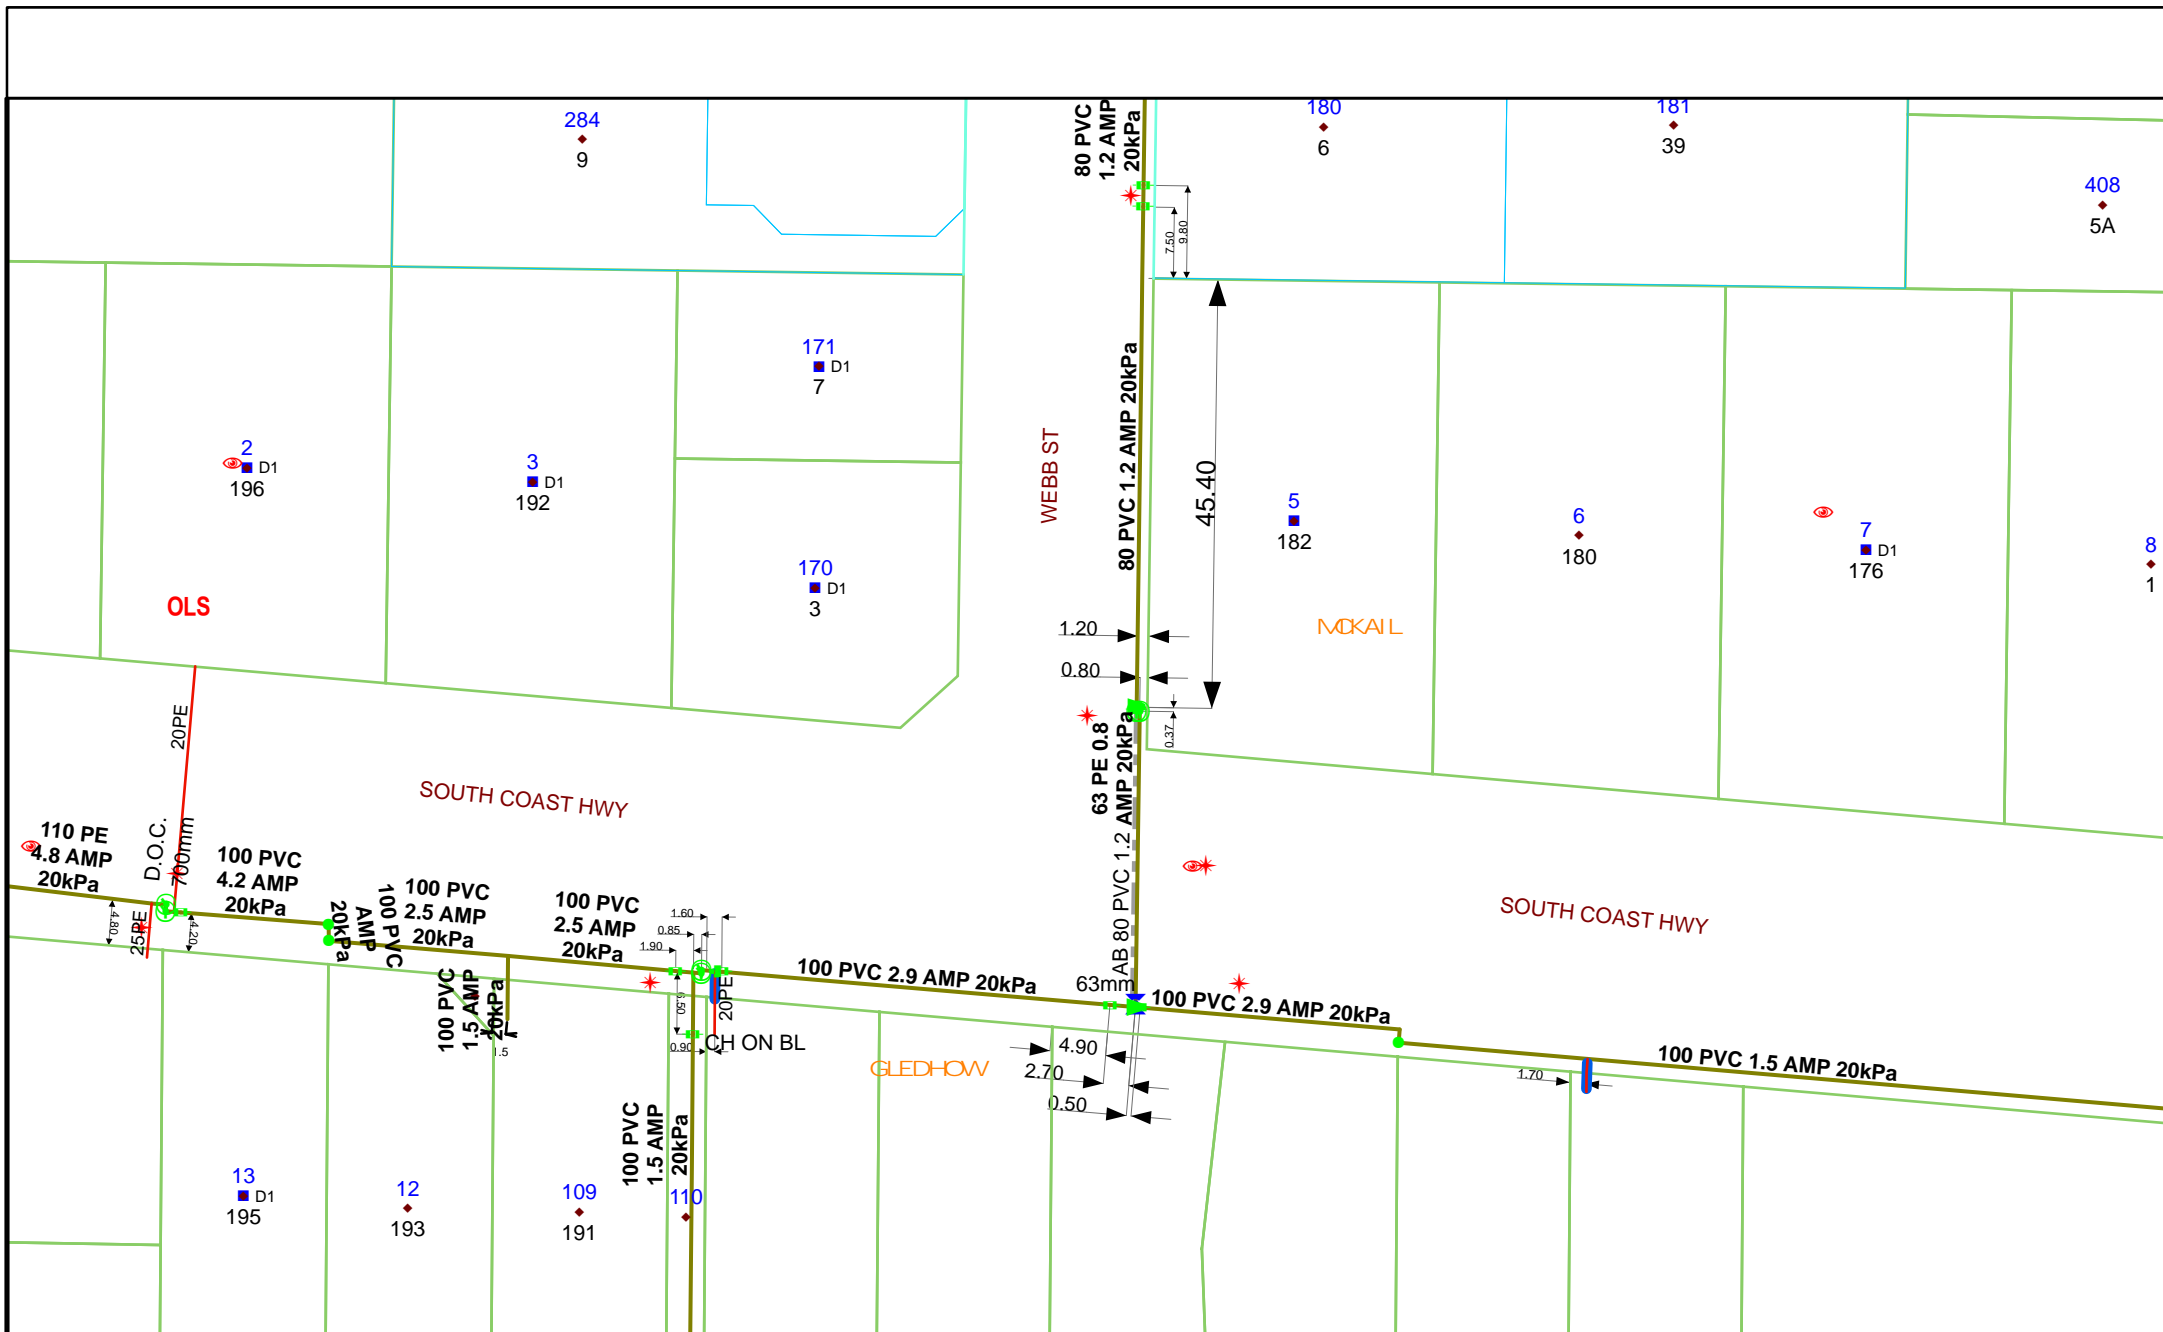 284
9
80 PVC
1.2 AMP
20kPa
180
6
181
39
408
5A
7.50
9.80
171
D1
7
2
D1
196
3
D1
192
170
D1
3
OLS
WEBB ST
80 PVC 1.2 AMP 20kPa
45.40
5
182
6
180
7
D1
176
8
1
MCKAIL
1.20
0.80
0.37
63 PE 0.8
AMP 20kPa
AB 80 PVC 1.2
20PE
SOUTH COAST HWY
SOUTH COAST HWY
110 PE
4.8 AMP
20kPa
D.O.C.
700mm
100 PVC
4.2 AMP
20kPa
100 PVC
AMP
20kPa
100 PVC
2.5 AMP
20kPa
100 PVC
2.5 AMP
20kPa
4.80
25PE
4.20
1.60
0.85
1.90
6.50
0.90
20PE
CH ON BL
100 PVC 2.9 AMP 20kPa
63mm
100 PVC 2.9 AMP 20kPa
100 PVC 1.5 AMP 20kPa
1.70
100 PVC
1.5 AMP
20kPa
1.5
GLEDHOW
4.90
2.70
0.50
100 PVC
1.5 AMP
20kPa
13
D1
195
12
193
109
191
110